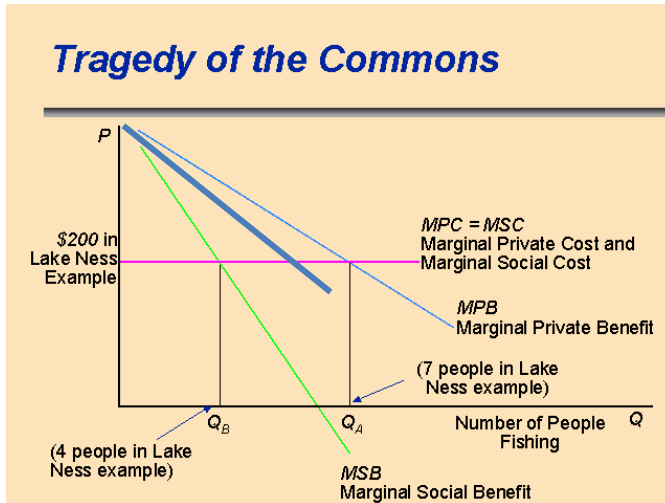 Tragedy of the Commons
P
$200 in
Lake Ness
Example
MPC = MSC
Marginal Private Cost and
Marginal Social Cost
MPB
Marginal Private Benefit
(7 people in Lake
Ness example)
Q_B
Q_A
Number of People
Fishing
Q
(4 people in Lake
Ness example)
MSB
Marginal Social Benefit